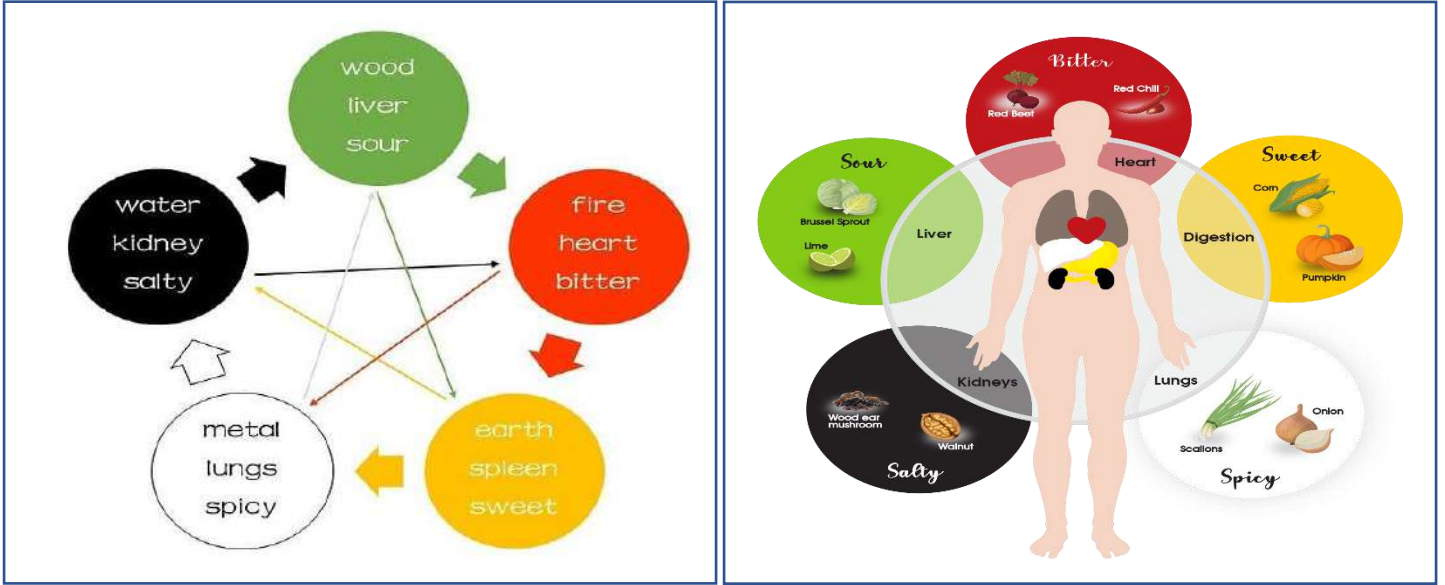 wood
liver
sour
water
kidney
salty
fire
heart
bitter
metal
lungs
spicy
earth
spleen
sweet
Bitter
Red Beet
Red Chili
Heart
Sour
Brussel Sprout
Lime
Liver
Sweet
Corn
Digestion
Pumpkin
Kidneys
Wood ear
mushroom
Walnut
Salty
Lungs
Onion
Scallions
Spicy